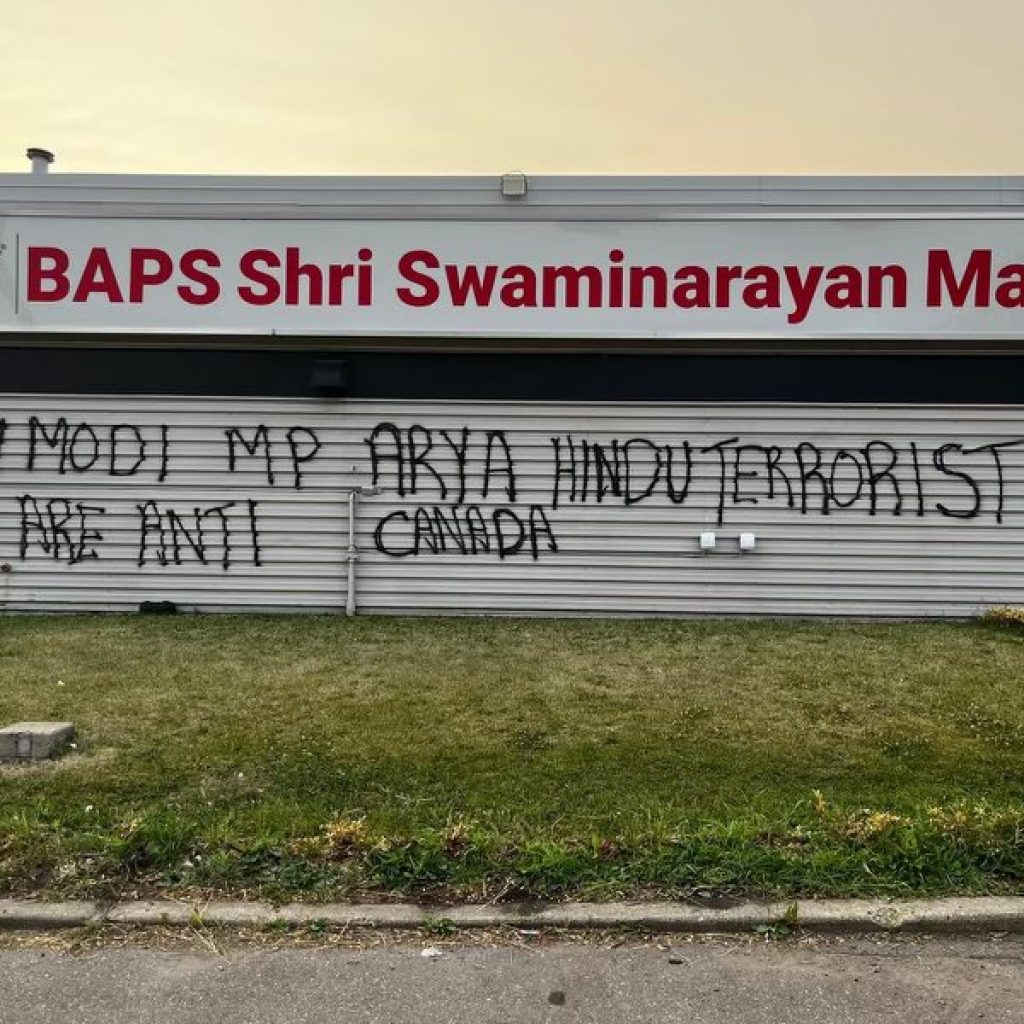 BAPS Shri Swaminarayan Ma
MODI MP ARYA HINDU TERRORIST
ARE ANTI CANADA